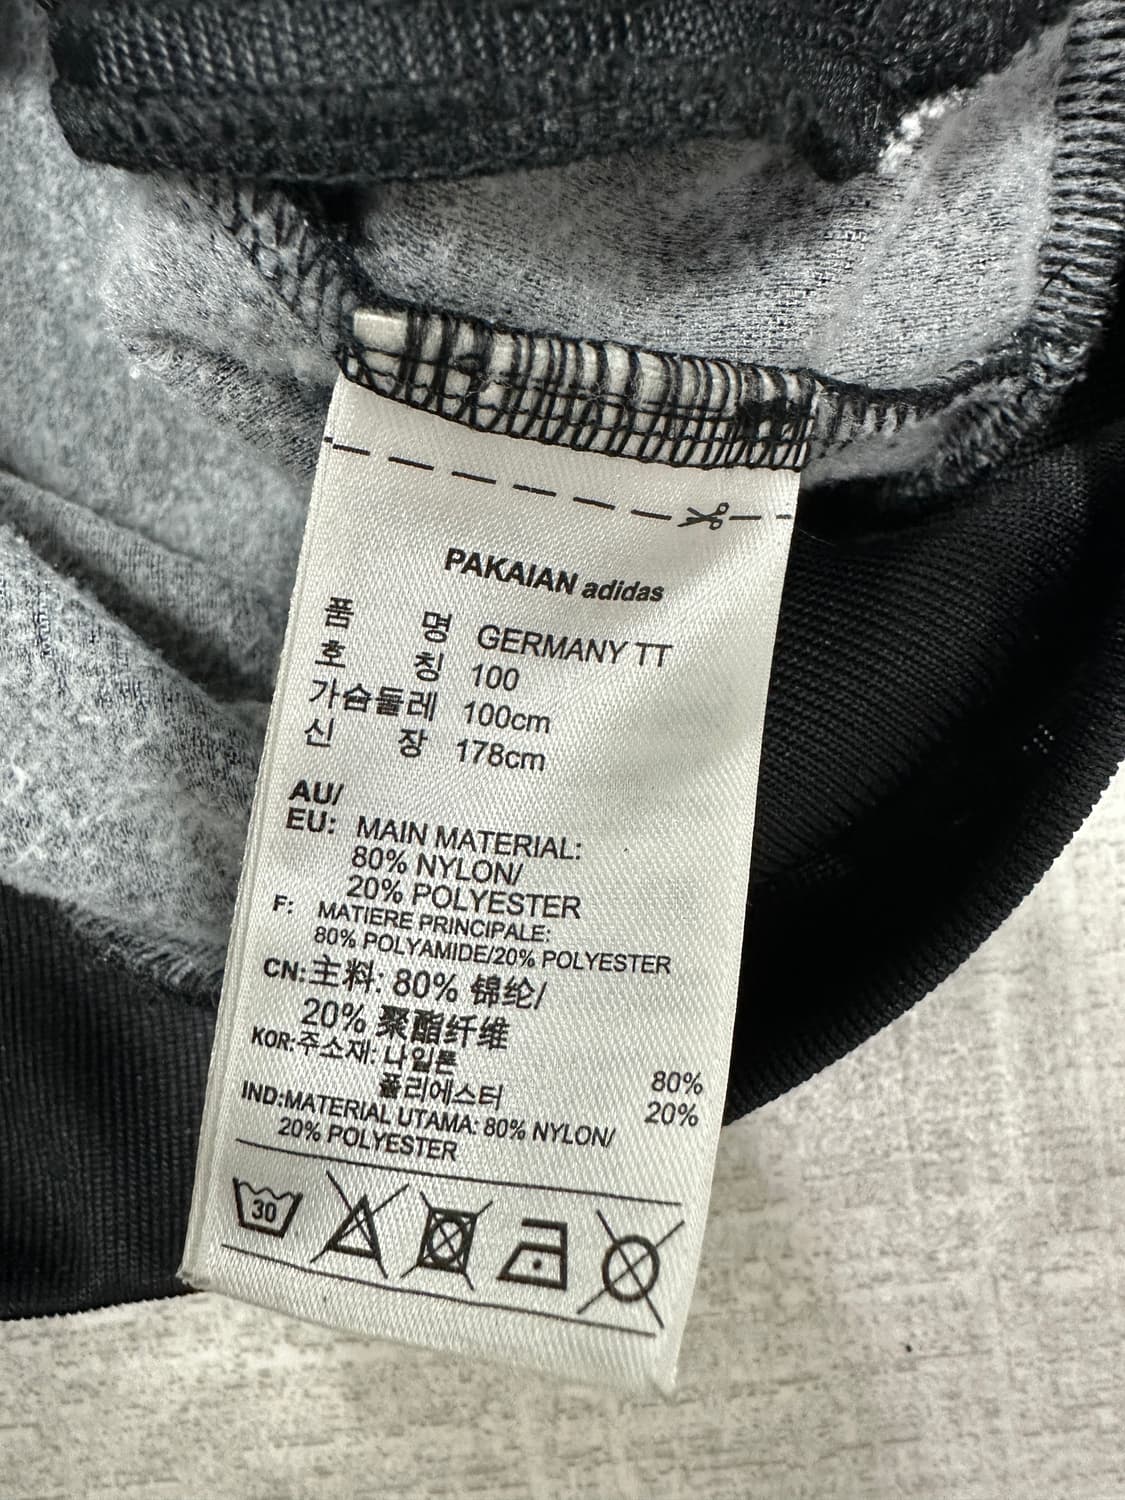 PAKAIAN adidas
품 명 GERMANY TT
호 칭 100
가슴둘레 100cm
신 장 178cm
AU/
EU: MAIN MATERIAL:
80% NYLON/
20% POLYESTER
F: MATIERE PRINCIPALE:
80% POLYAMIDE/20% POLYESTER
CN:主料: 80% 锦纶/
20% 聚酯纤维
KOR:주소재: 나일론 80%
폴리에스터 20%
IND:MATERIAL UTAMA: 80% NYLON/
20% POLYESTER
30